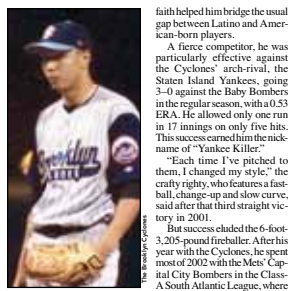 faith helped him bridge the usual
gap between Latino and Amer-
ican-born players.
A fierce competitor, he was
particularly effective against
the Cyclones' arch-rival, the
Staten Island Yankees, going
3–0 against the Baby Bombers
in the regular season, with a 0.53
ERA. He allowed only one run
in 17 innings on only five hits.
This success earned him the nick-
name of "Yankee Killer."
"Each time I've pitched to
them, I changed my style," the
crafty righty, who features a fast-
ball, change-up and slow curve,
said after that third straight vic-
tory in 2001.
But success eluded the 6-foot-
3, 205-pound fireballer. After his
year with the Cyclones, he spent
most of 2002 with the Mets' Cap-
ital City Bombers in the Class-
A South Atlantic League, where
The Brooklyn Cyclones
Brooklyn